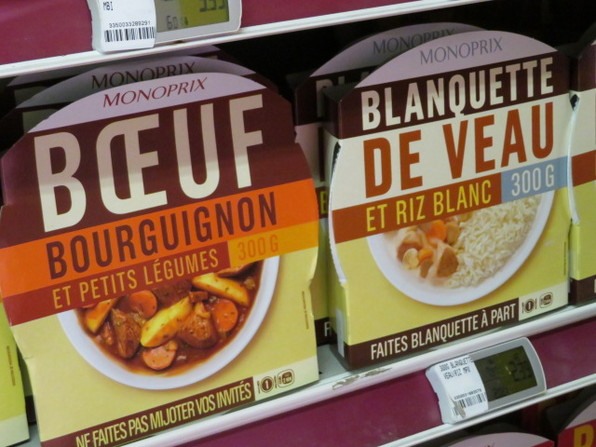 MONOPRIX
MONOPRIX
BŒUF
BOURGUIGNON
ET PETITS LÉGUMES 300 G
NE FAITES PAS MIJOTER VOS INVITÉS
MONOPRIX
MONOPRIX
BLANQUETTE
DE VEAU
ET RIZ BLANC 300 G
FAITES BLANQUETTE À PART